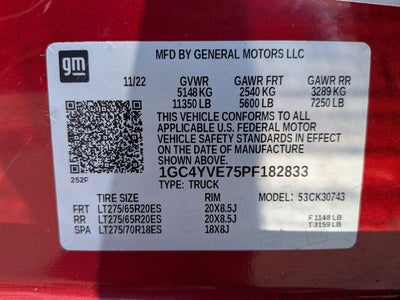 gm
MFD BY GENERAL MOTORS LLC
11/22 GVWR GAWR FRT GAWR RR
5148 KG 2540 KG 3289 KG
11350 LB 5600 LB 7250 LB
THIS VEHICLE CONFORMS TO ALL
APPLICABLE U.S. FEDERAL MOTOR
VEHICLE SAFETY STANDARDS IN EFFECT
ON THE DATE OF MANUFACTURE
SHOWN ABOVE.
1GC4YVE75PF182833
252F
TYPE: TRUCK
TIRE SIZE RIM MODEL: 53CK30743
FRT LT275/65R20ES 20X8.5J
RR LT275/65R20ES 20X8.5J F 1148 LB
SPA LT275/70R18ES 18X8J T 3159 LB